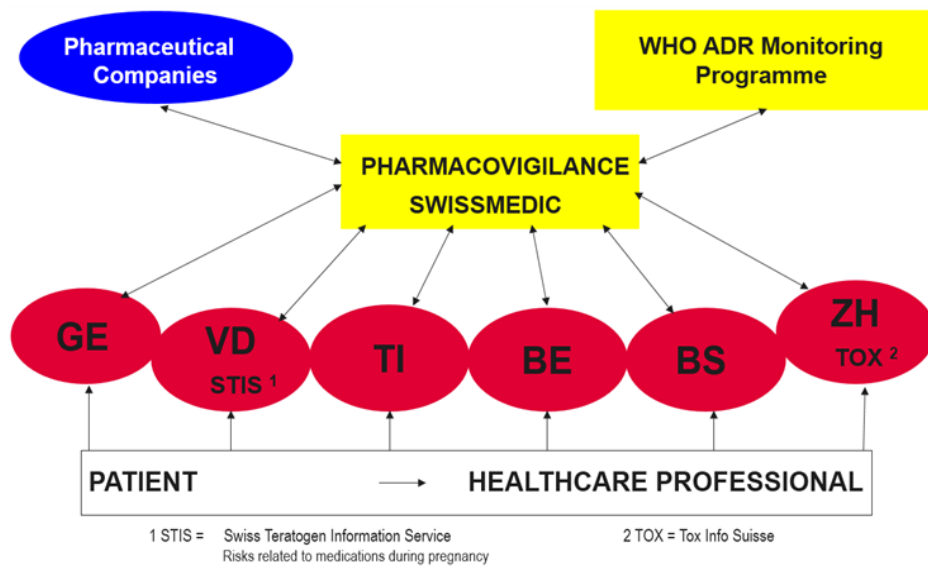 Pharmaceutical
Companies
WHO ADR Monitoring
Programme
PHARMACOVIGILANCE
SWISSMEDIC
GE
VD
STIS 1
TI
BE
BS
ZH
TOX 2
PATIENT
HEALTHCARE PROFESSIONAL
1 STIS = Swiss Teratogen Information Service
Risks related to medications during pregnancy
2 TOX = Tox Info Suisse